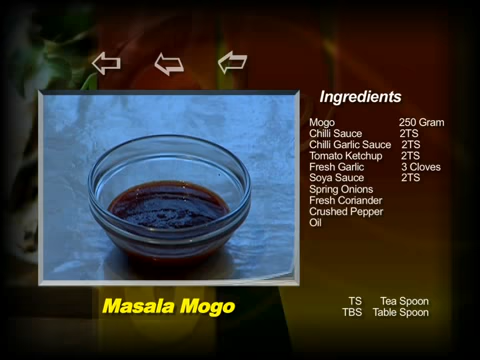 Ingredients
Mogo 250 Gram
Chilli Sauce 2TS
Chilli Garlic Sauce 2TS
Tomato Ketchup 2TS
Fresh Garlic 3 Cloves
Soya Sauce 2TS
Spring Onions
Fresh Coriander
Crushed Pepper
Oil
Masala Mogo
TS Tea Spoon
TBS Table Spoon